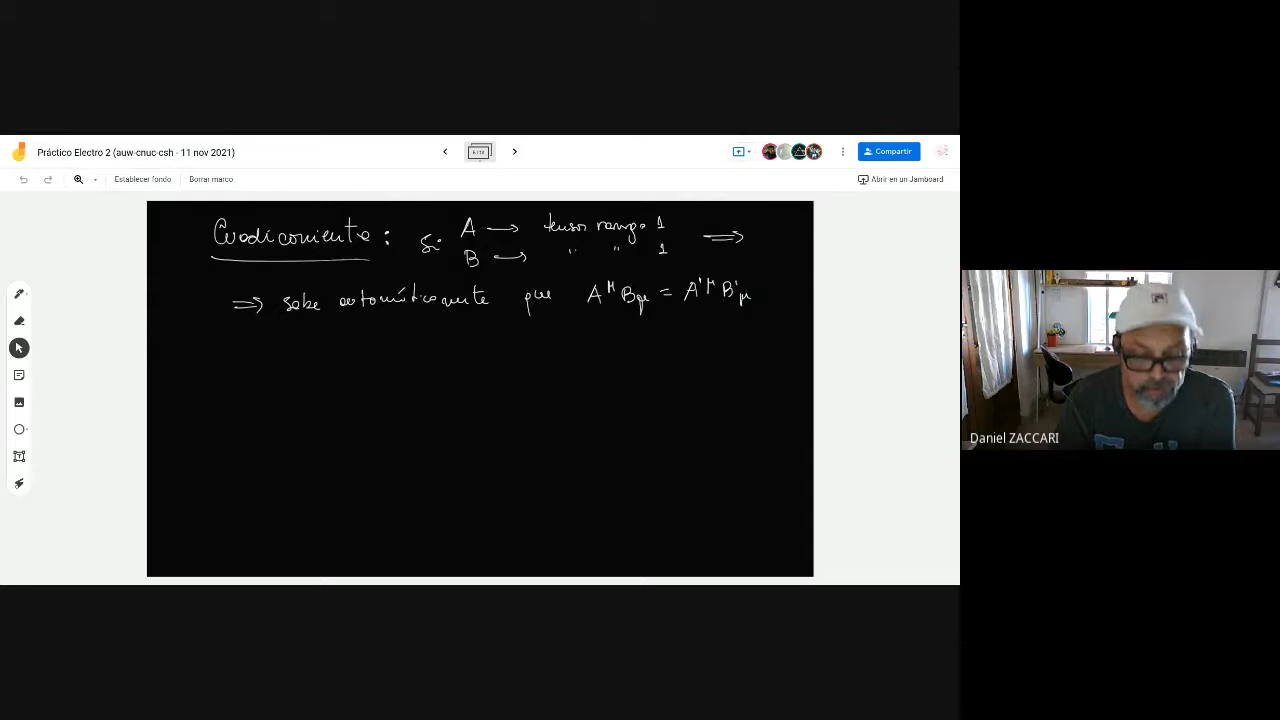 Práctico Electro 2 (auw-cnuc-csh - 11 nov 2021)
Compartir
Establecer fondo
Borrar marco
Abrir en un Jamboard
Cuadicorriente : Si A → tensor rango 1 ⟹
B → " " 1
⟹ sabe automáticamente que A^μ B_μ = A'^μ B'_μ
Daniel ZACCARI